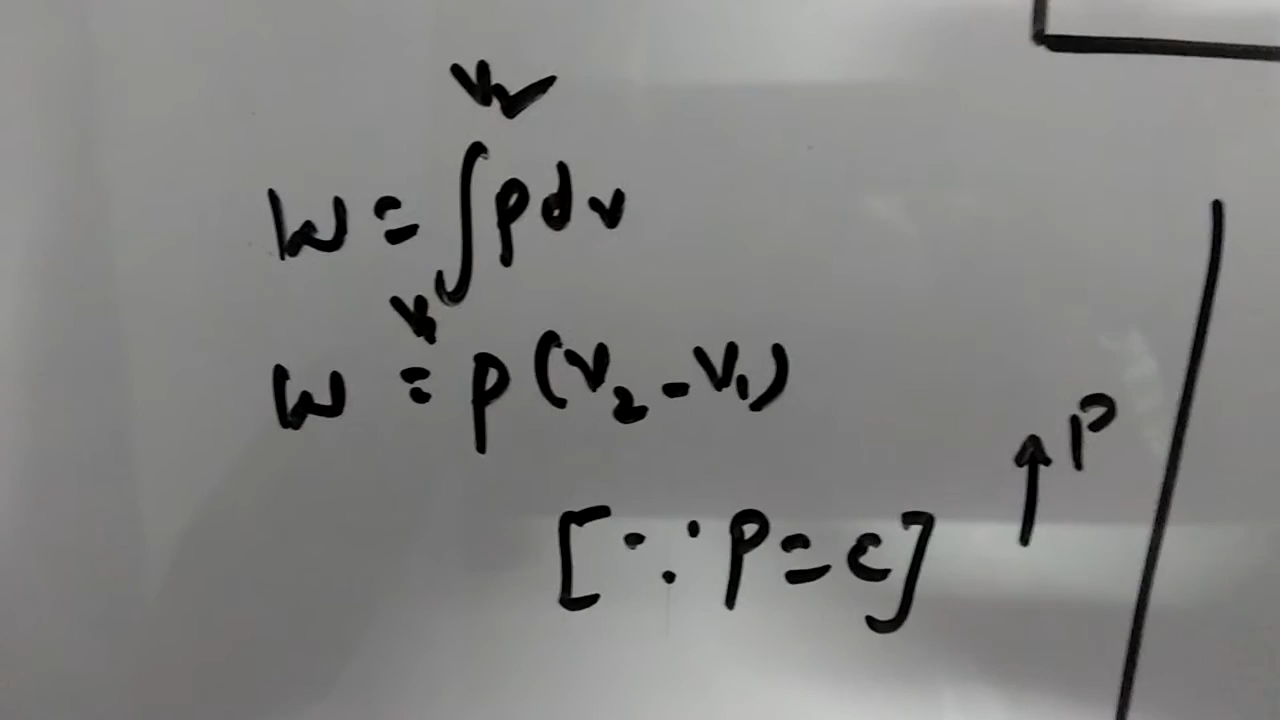 W = ∫_{V₁}^{V₂} p dv
W = p (V₂ - V₁)
[∵ P = c]
↑ P